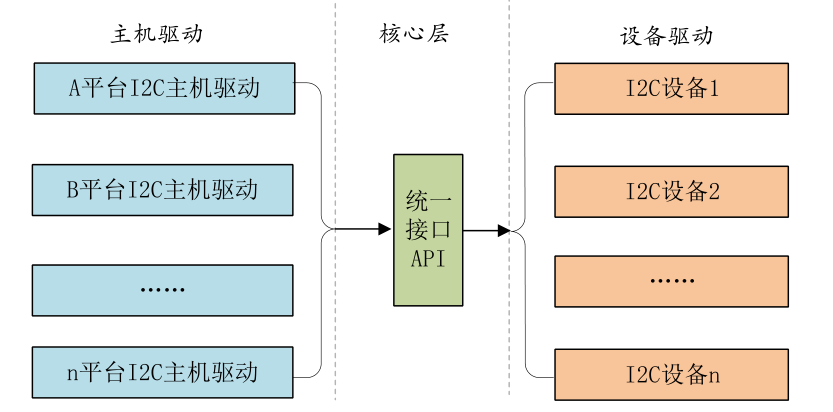 主机驱动
核心层
设备驱动
A平台I2C主机驱动
B平台I2C主机驱动
……
n平台I2C主机驱动
统一
接口
API
I2C设备1
I2C设备2
……
I2C设备n